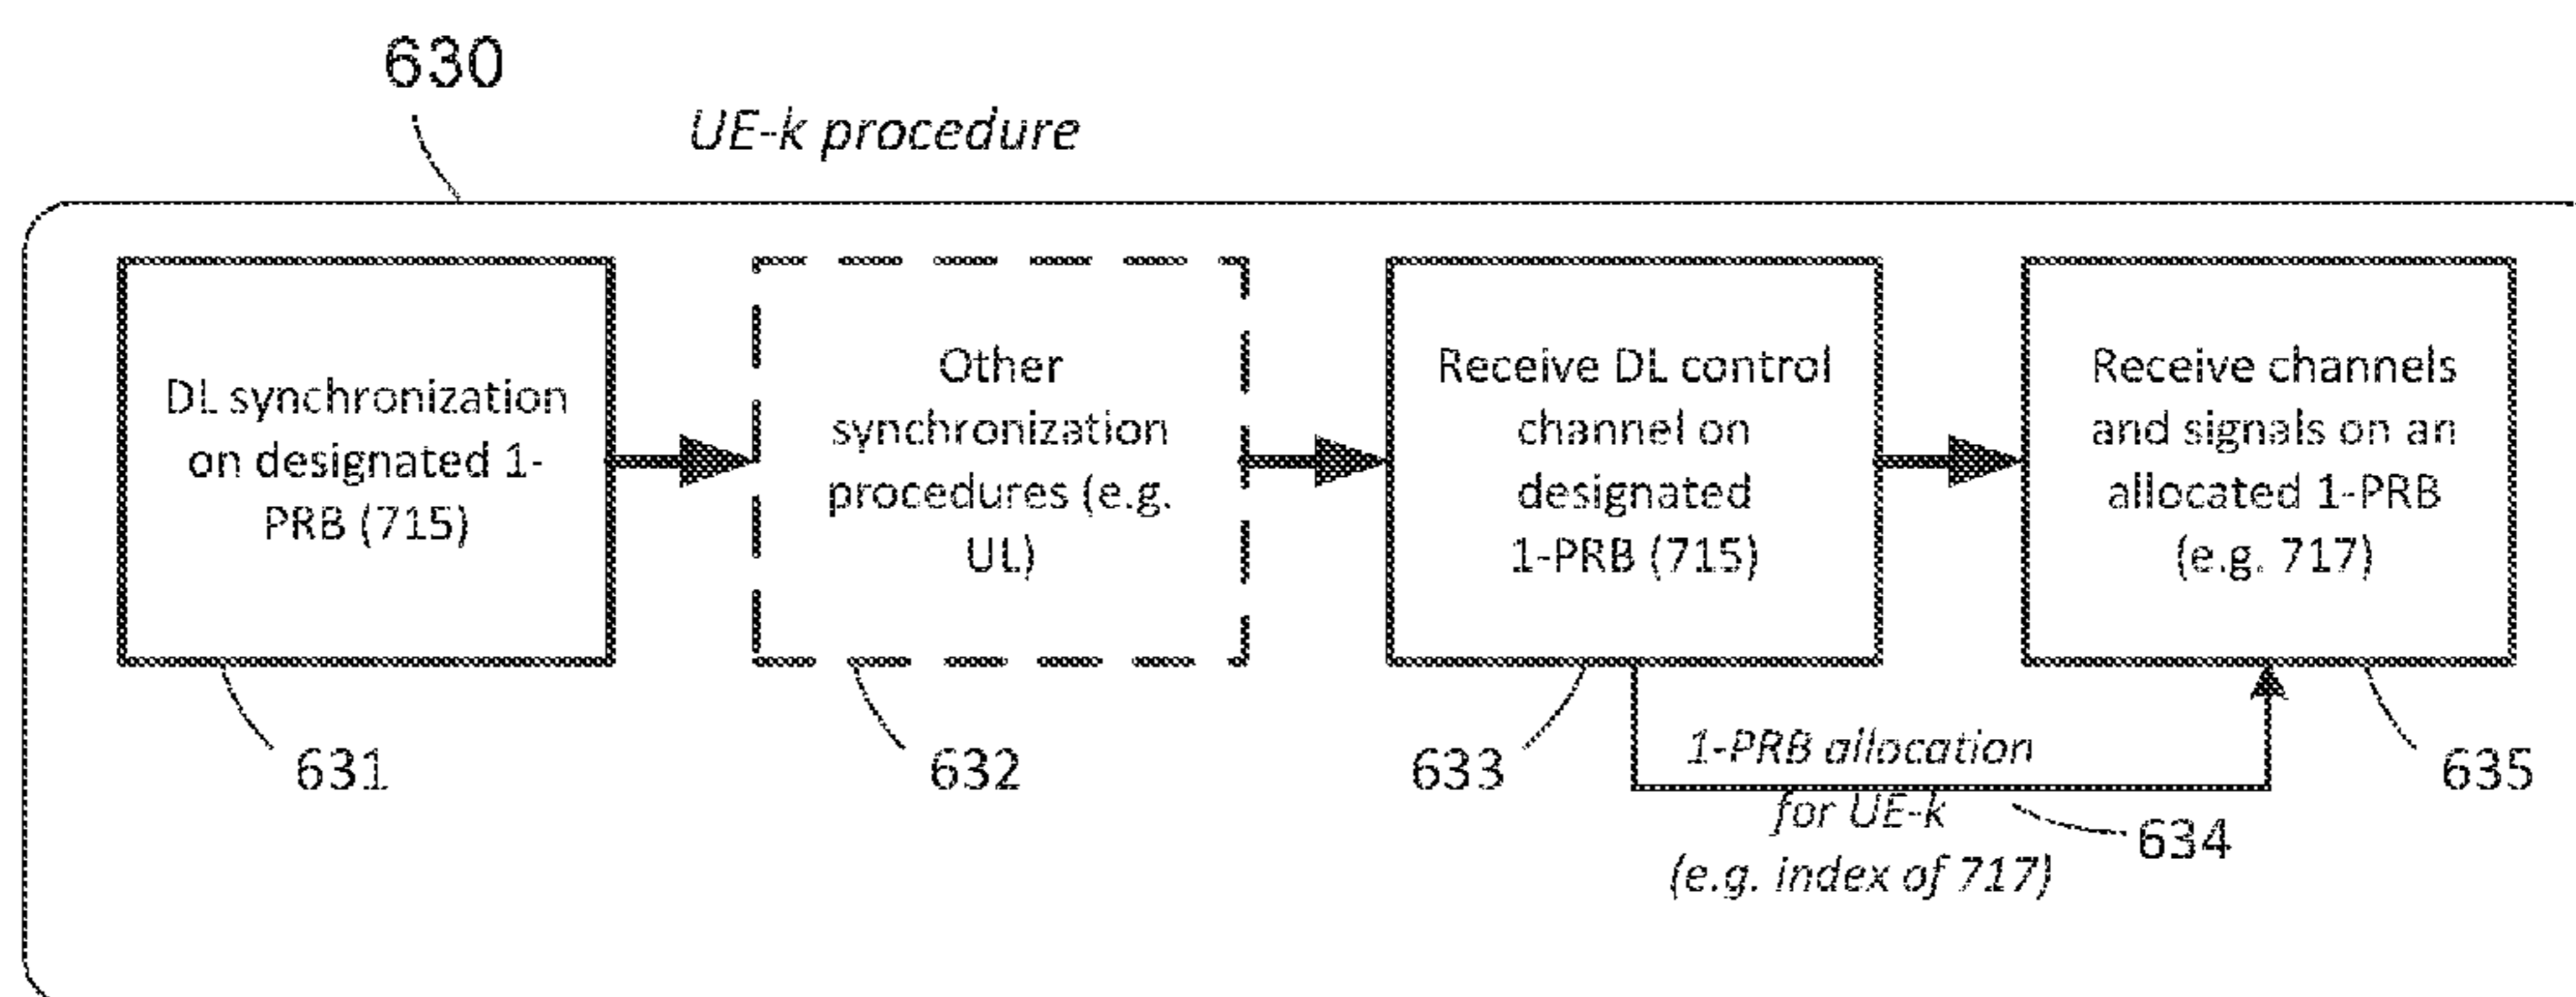 630
UE-k procedure
DL synchronization
on designated 1-
PRB (715)
Other
synchronization
procedures (e.g.
UL)
Receive DL control
channel on
designated
1-PRB (715)
Receive channels
and signals on an
allocated 1-PRB
(e.g. 717)
631
632
633
1-PRB allocation
for UE-k
(e.g. index of 717)
634
635